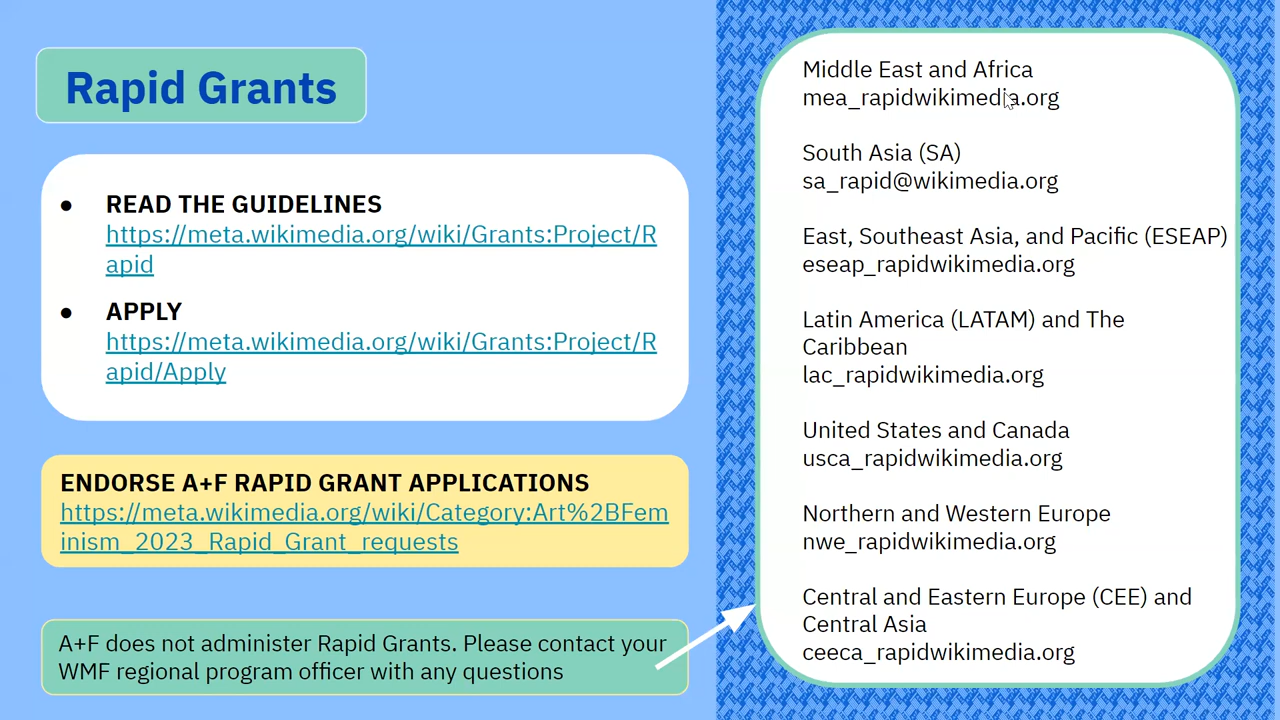 Rapid Grants
● READ THE GUIDELINES
https://meta.wikimedia.org/wiki/Grants:Project/R
apid
● APPLY
https://meta.wikimedia.org/wiki/Grants:Project/R
apid/Apply
ENDORSE A+F RAPID GRANT APPLICATIONS
https://meta.wikimedia.org/wiki/Category:Art%2BFem
inism_2023_Rapid_Grant_requests
A+F does not administer Rapid Grants. Please contact your
WMF regional program officer with any questions
Middle East and Africa
mea_rapidwikimedia.org
South Asia (SA)
sa_rapid@wikimedia.org
East, Southeast Asia, and Pacific (ESEAP)
eseap_rapidwikimedia.org
Latin America (LATAM) and The
Caribbean
lac_rapidwikimedia.org
United States and Canada
usca_rapidwikimedia.org
Northern and Western Europe
nwe_rapidwikimedia.org
Central and Eastern Europe (CEE) and
Central Asia
ceeca_rapidwikimedia.org